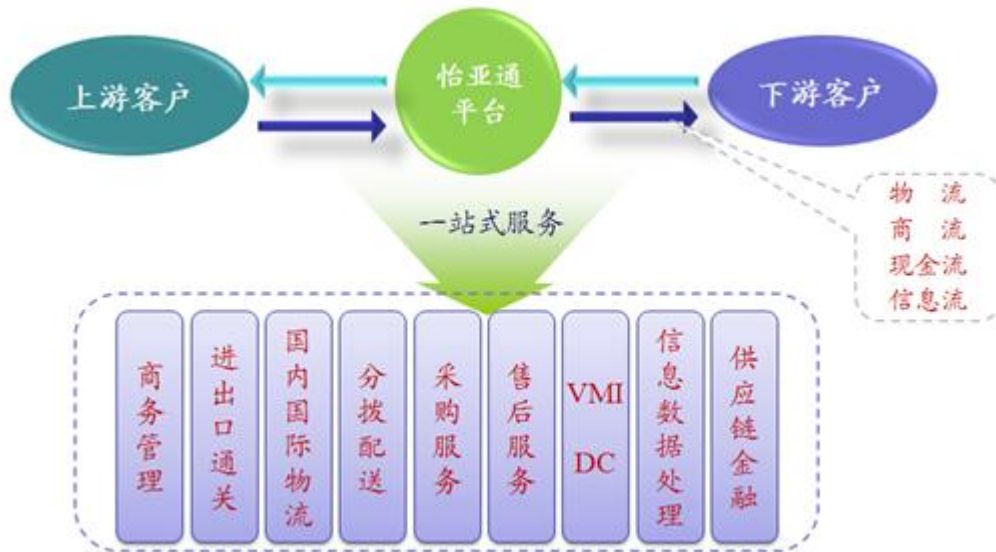 上游客户
怡亚通
平台
下游客户
物 流
商 流
现金流
信息流
一站式服务
商务管理
进出口通关
国内国际物流
分拨配送
采购服务
售后服务
VMI
DC
信息数据处理
供应链金融